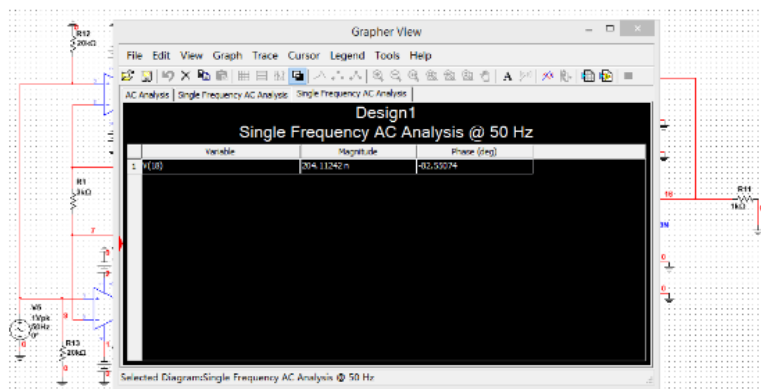 Grapher View
File Edit View Graph Trace Cursor Legend Tools Help
AC Analysis Single Frequency AC Analysis Single Frequency AC Analysis
Design1
Single Frequency AC Analysis @ 50 Hz
Variable Magnitude Phase (deg)
1 V(18) 204.11242 n -82.55074
Selected Diagram:Single Frequency AC Analysis @ 50 Hz
R12
20kΩ
R1
3kΩ
7
V6
1Vpk
50Hz
0°
R13
20kΩ
R11
1kΩ